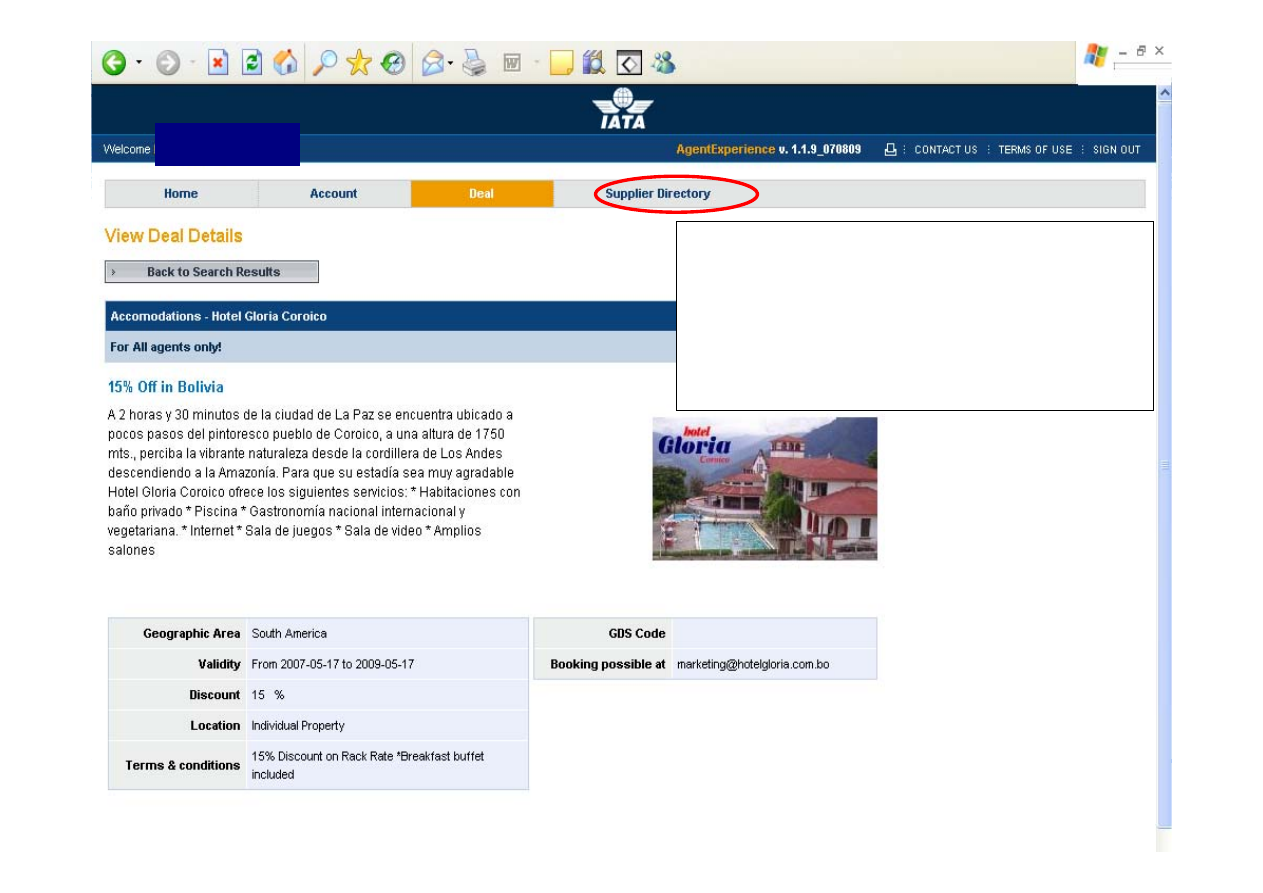 IATA
Welcome
AgentExperience v. 1.1.9_070809
CONTACT US
TERMS OF USE
SIGN OUT
Home
Account
Deal
Supplier Directory
View Deal Details
Back to Search Results
Accomodations - Hotel Gloria Coroico
For All agents only!
15% Off in Bolivia
A 2 horas y 30 minutos de la ciudad de La Paz se encuentra ubicado a
pocos pasos del pintoresco pueblo de Coroico, a una altura de 1750
mts., perciba la vibrante naturaleza desde la cordillera de Los Andes
descendiendo a la Amazonía. Para que su estadía sea muy agradable
Hotel Gloria Coroico ofrece los siguientes servicios: * Habitaciones con
baño privado * Piscina * Gastronomía nacional internacional y
vegetariana. * Internet * Sala de juegos * Sala de video * Amplios
salones
hotel
Gloria
Coroico
Geographic Area South America
Validity From 2007-05-17 to 2009-05-17
Discount 15 %
Location Individual Property
Terms & conditions 15% Discount on Rack Rate *Breakfast buffet
included
GDS Code
Booking possible at marketing@hotelgloria.com.bo